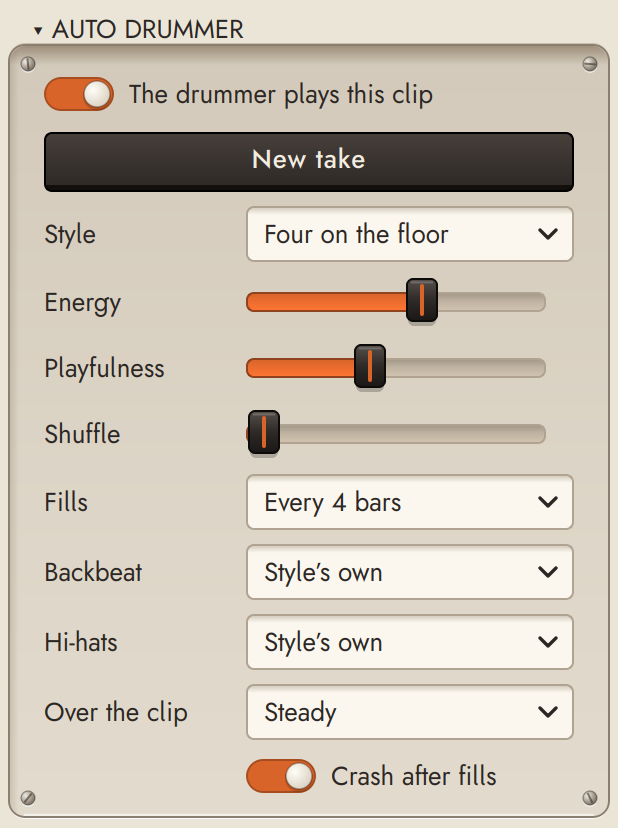 AUTO DRUMMER
The drummer plays this clip
New take
Style Four on the floor
Energy
Playfulness
Shuffle
Fills Every 4 bars
Backbeat Style’s own
Hi-hats Style’s own
Over the clip Steady
Crash after fills